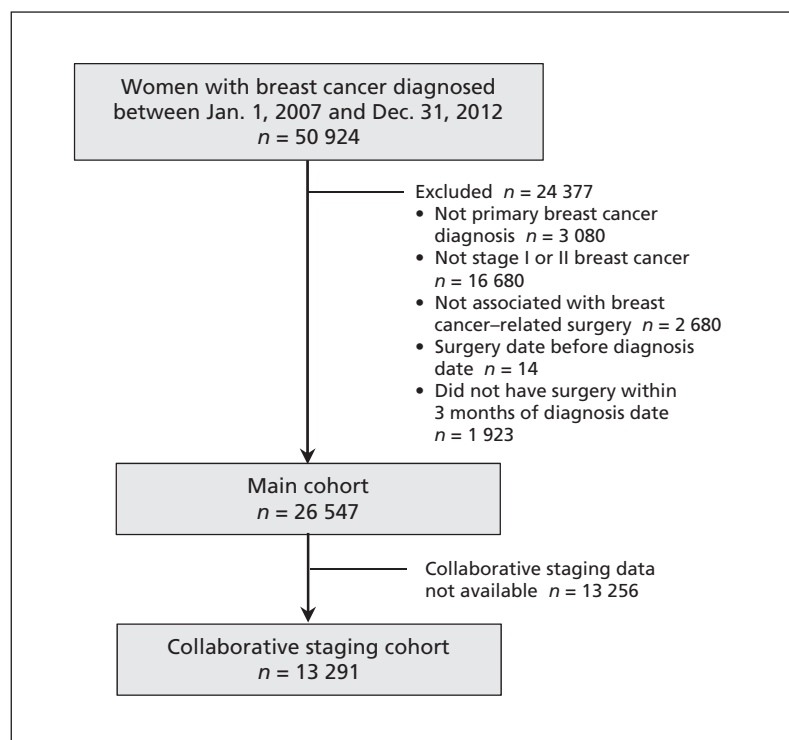 Women with breast cancer diagnosed
between Jan. 1, 2007 and Dec. 31, 2012
n = 50 924
Excluded n = 24 377
• Not primary breast cancer
diagnosis n = 3 080
• Not stage I or II breast cancer
n = 16 680
• Not associated with breast
cancer–related surgery n = 2 680
• Surgery date before diagnosis
date n = 14
• Did not have surgery within
3 months of diagnosis date
n = 1 923
Main cohort
n = 26 547
Collaborative staging data
not available n = 13 256
Collaborative staging cohort
n = 13 291